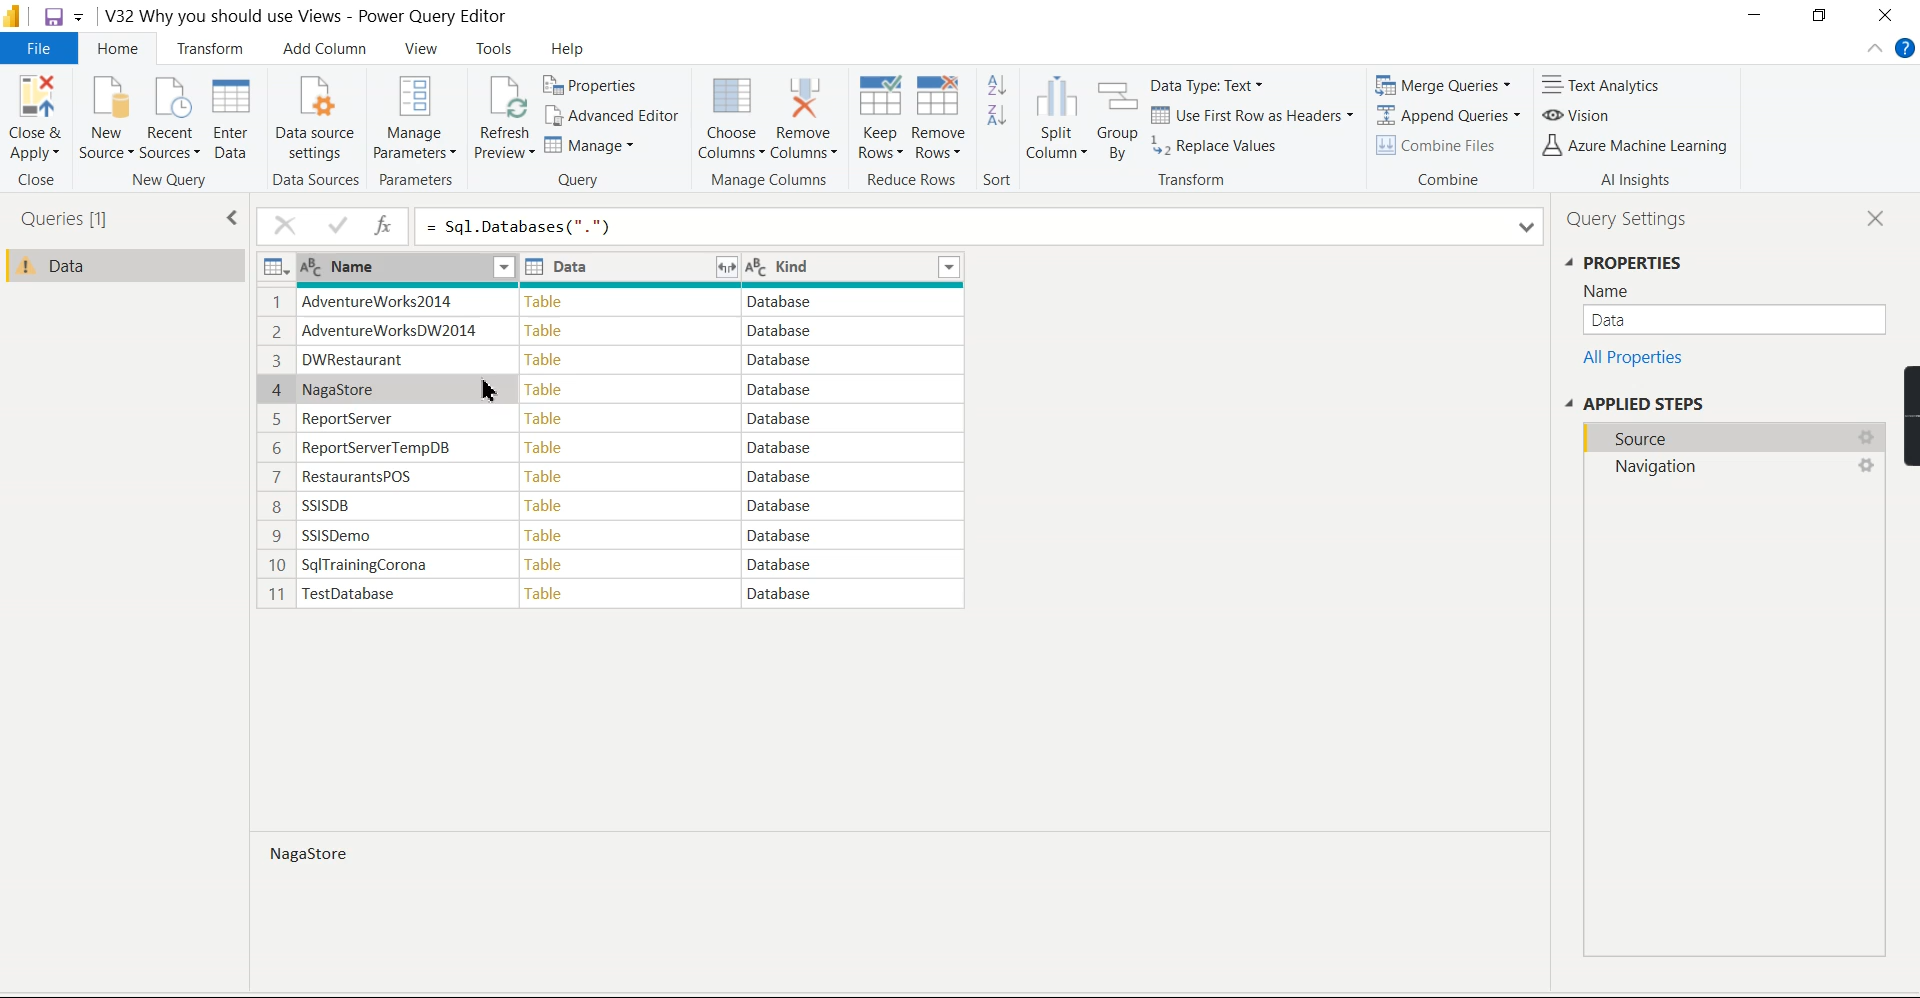 V32 Why you should use Views - Power Query Editor
File Home Transform Add Column View Tools Help
Close & Apply
Close
New Source
Recent Sources
Enter Data
New Query
Data source settings
Data Sources
Manage Parameters
Parameters
Refresh Preview
Properties
Advanced Editor
Manage
Query
Choose Columns
Remove Columns
Manage Columns
Keep Rows
Remove Rows
Reduce Rows
Sort
Split Column
Group By
Data Type: Text
Use First Row as Headers
Replace Values
Transform
Merge Queries
Append Queries
Combine Files
Combine
Text Analytics
Vision
Azure Machine Learning
AI Insights
Queries [1]
Data
fx = Sql.Databases(".")
ABC Name Data ABC Kind
1 AdventureWorks2014 Table Database
2 AdventureWorksDW2014 Table Database
3 DWRestaurant Table Database
4 NagaStore Table Database
5 ReportServer Table Database
6 ReportServerTempDB Table Database
7 RestaurantsPOS Table Database
8 SSISDB Table Database
9 SSISDemo Table Database
10 SqlTrainingCorona Table Database
11 TestDatabase Table Database
NagaStore
Query Settings
PROPERTIES
Name
Data
All Properties
APPLIED STEPS
Source
Navigation